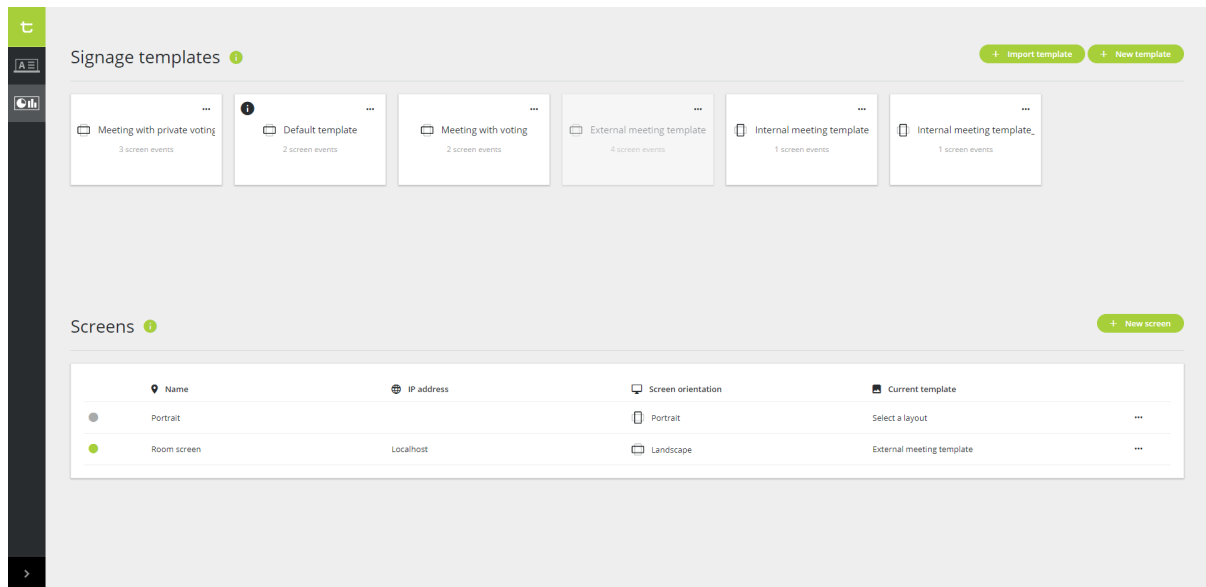 Signage templates
+ Import template
+ New template
Meeting with private voting
3 screen events
Default template
2 screen events
Meeting with voting
2 screen events
External meeting template
4 screen events
Internal meeting template
1 screen events
Internal meeting template_
1 screen events
Screens
+ New screen
Name IP address Screen orientation Current template
Portrait Portrait Select a layout
Room screen Localhost Landscape External meeting template